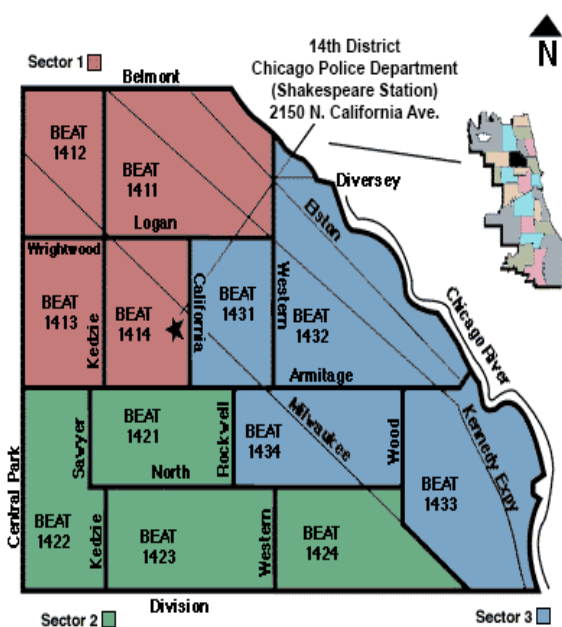 14th District
Chicago Police Department
(Shakespeare Station)
2150 N. California Ave.
N
Sector 1
Belmont
BEAT
1412
BEAT
1411
Diversey
Logan
Elston
Wrightwood
BEAT
1413
Kedzie
BEAT
1414
California
BEAT
1431
Western
BEAT
1432
Chicago River
Armitage
Central Park
Sawyer
BEAT
1421
North
Rockwell
BEAT
1434
Milwaukee
Wood
BEAT
1433
Kennedy Expy
BEAT
1422
Kedzie
BEAT
1423
Western
BEAT
1424
Division
Sector 2
Sector 3